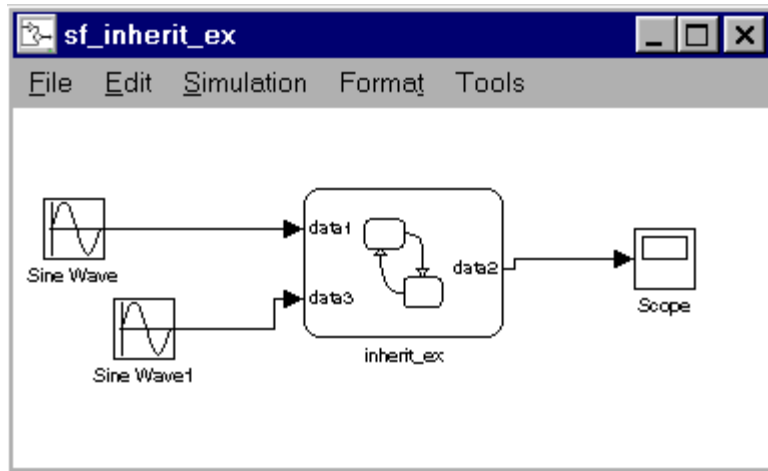 sf_inherit_ex
File Edit Simulation Format Tools
data1
Sine Wave
data2
data3
Scope
inherit_ex
Sine Wave1